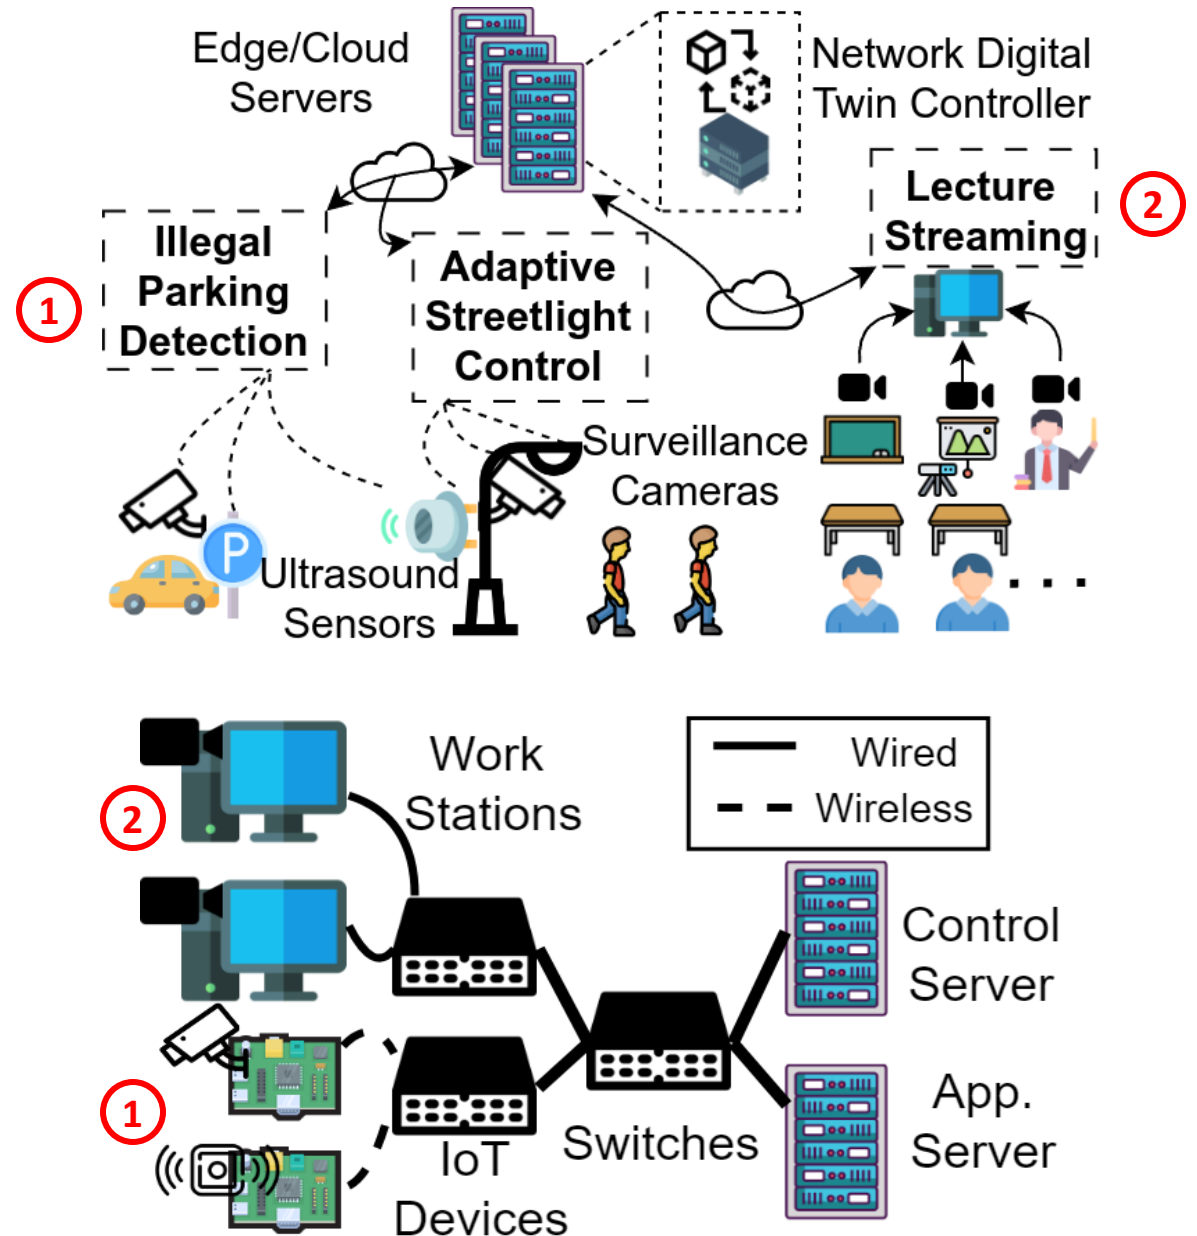 Edge/Cloud
Servers
Network Digital
Twin Controller
Lecture
Streaming
2
Illegal
Parking
Detection
1
Adaptive
Streetlight
Control
Surveillance
Cameras
P
Ultrasound
Sensors
...
Work
Stations
Wired
Wireless
2
Control
Server
1
IoT
Devices
Switches
App.
Server